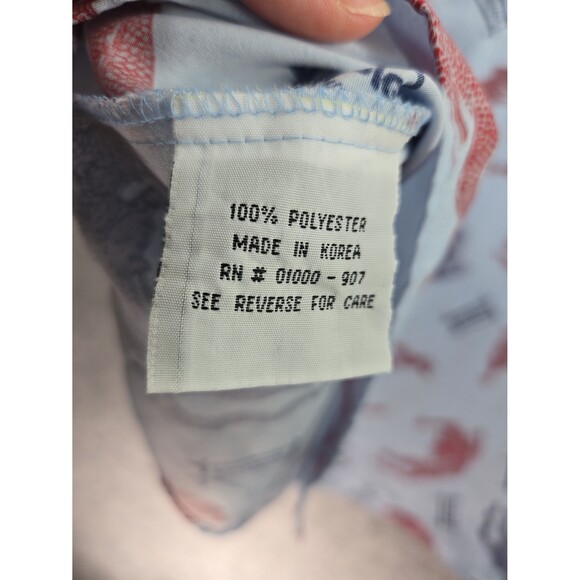 100% POLYESTER
MADE IN KOREA
RN # 01000 - 907
SEE REVERSE FOR CARE